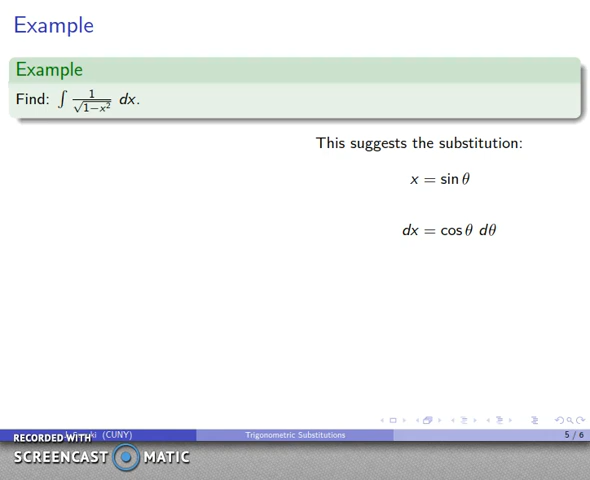 Example
Example
Find: ∫ 1/√(1−x²) dx.
This suggests the substitution:
x = sin θ
dx = cos θ dθ
(CUNY) Trigonometric Substitutions 5 / 6
RECORDED WITH
SCREENCAST MATIC